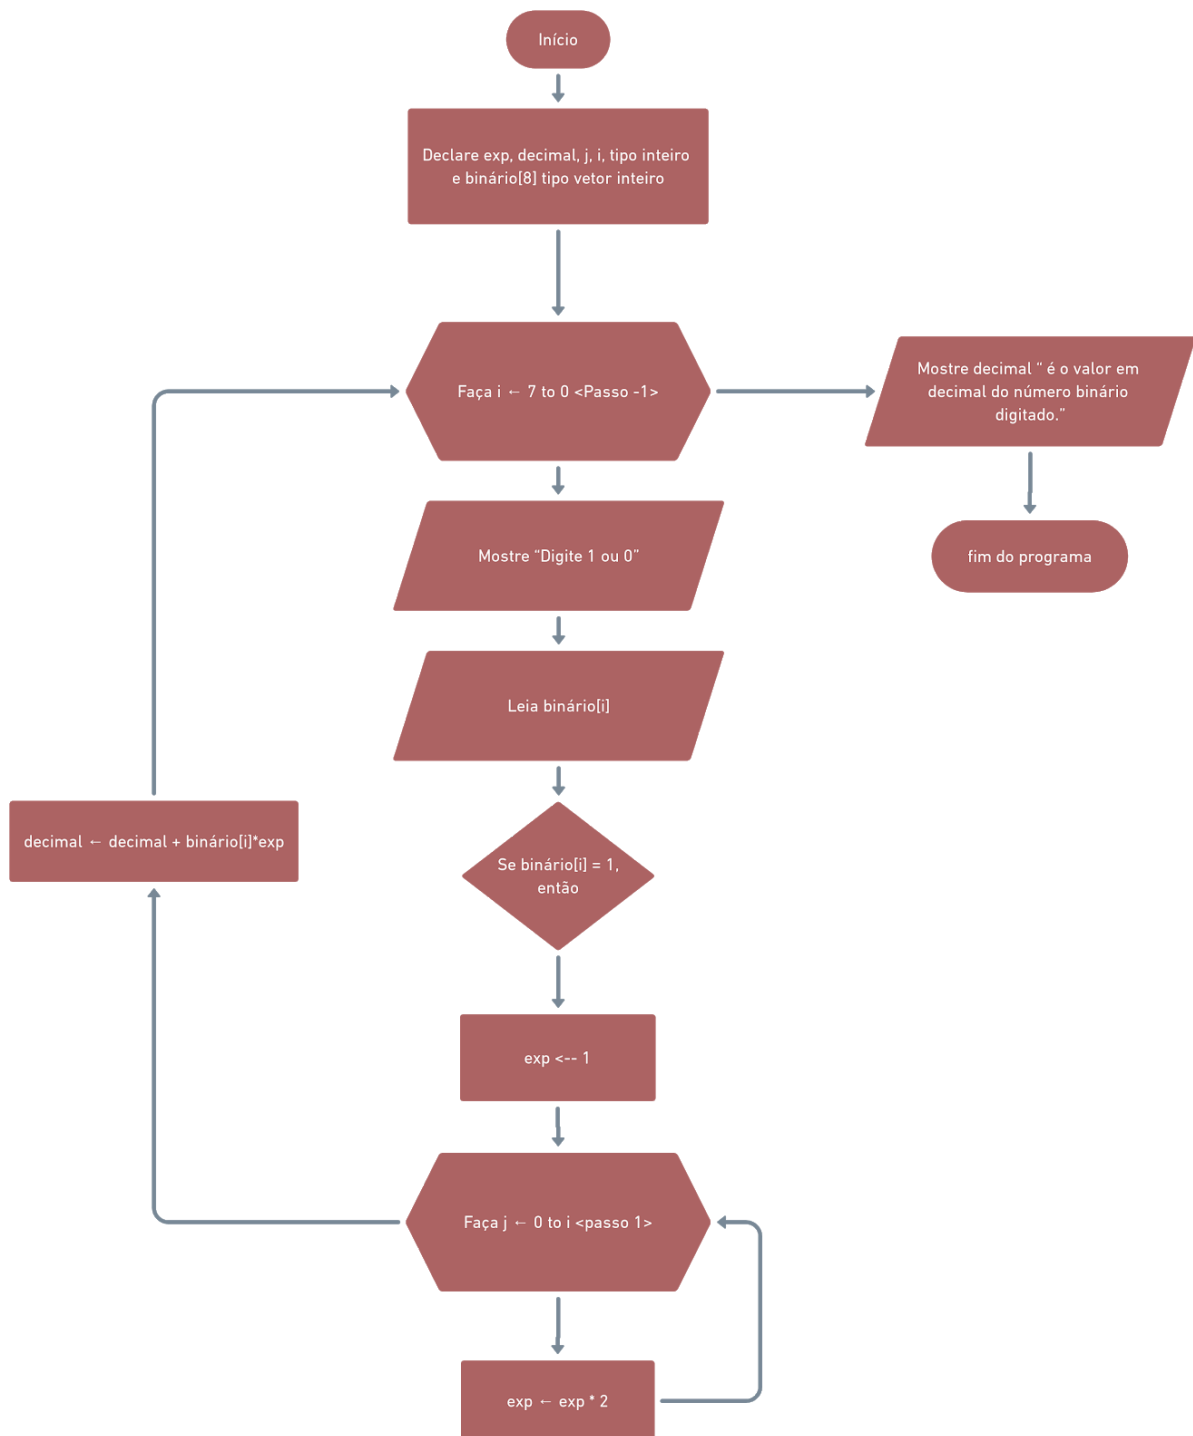 Início
Declare exp, decimal, j, i, tipo inteiro
e binário[8] tipo vetor inteiro
Faça i ← 7 to 0 <Passo -1>
Mostre decimal “ é o valor em
decimal do número binário
digitado.”
Mostre “Digite 1 ou 0”
fim do programa
Leia binário[i]
decimal ← decimal + binário[i]*exp
Se binário[i] = 1,
então
exp <-- 1
Faça j ← 0 to i <passo 1>
exp ← exp * 2